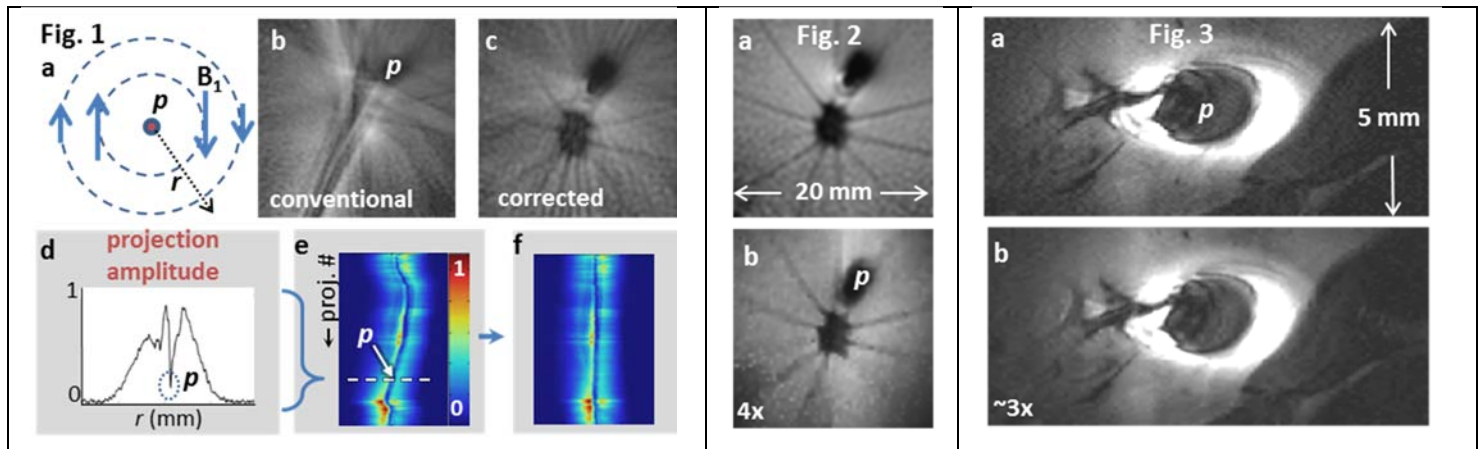 Fig. 1
a
p
B1
r
b
p
conventional
c
corrected
d
projection
amplitude
1
0
p
r (mm)
e
← proj. #
p
1
0
f
a
Fig. 2
20 mm
b
p
4x
a
Fig. 3
p
5 mm
b
~3x